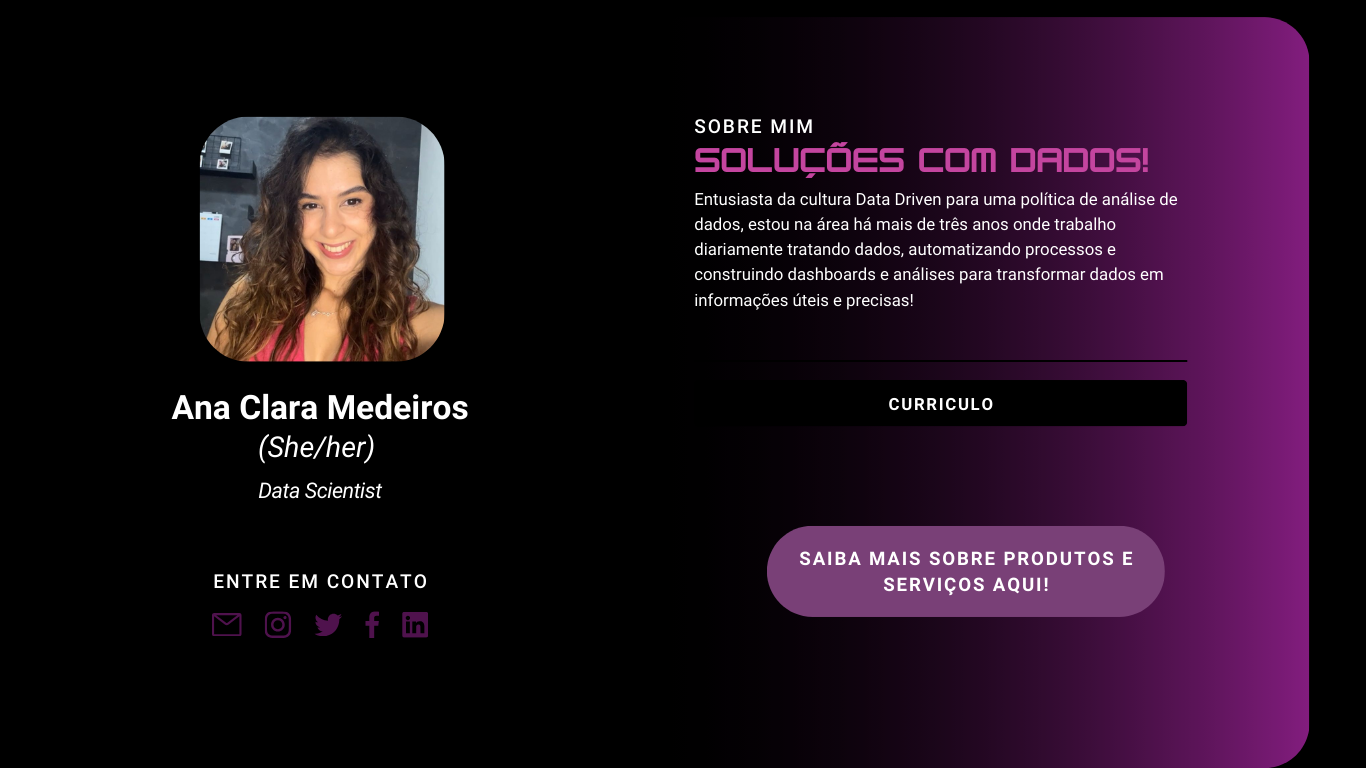 Ana Clara Medeiros
(She/her)
Data Scientist
ENTRE EM CONTATO
SOBRE MIM
SOLUÇÕES COM DADOS!
Entusiasta da cultura Data Driven para uma política de análise de
dados, estou na área há mais de três anos onde trabalho
diariamente tratando dados, automatizando processos e
construindo dashboards e análises para transformar dados em
informações úteis e precisas!
CURRICULO
SAIBA MAIS SOBRE PRODUTOS E
SERVIÇOS AQUI!